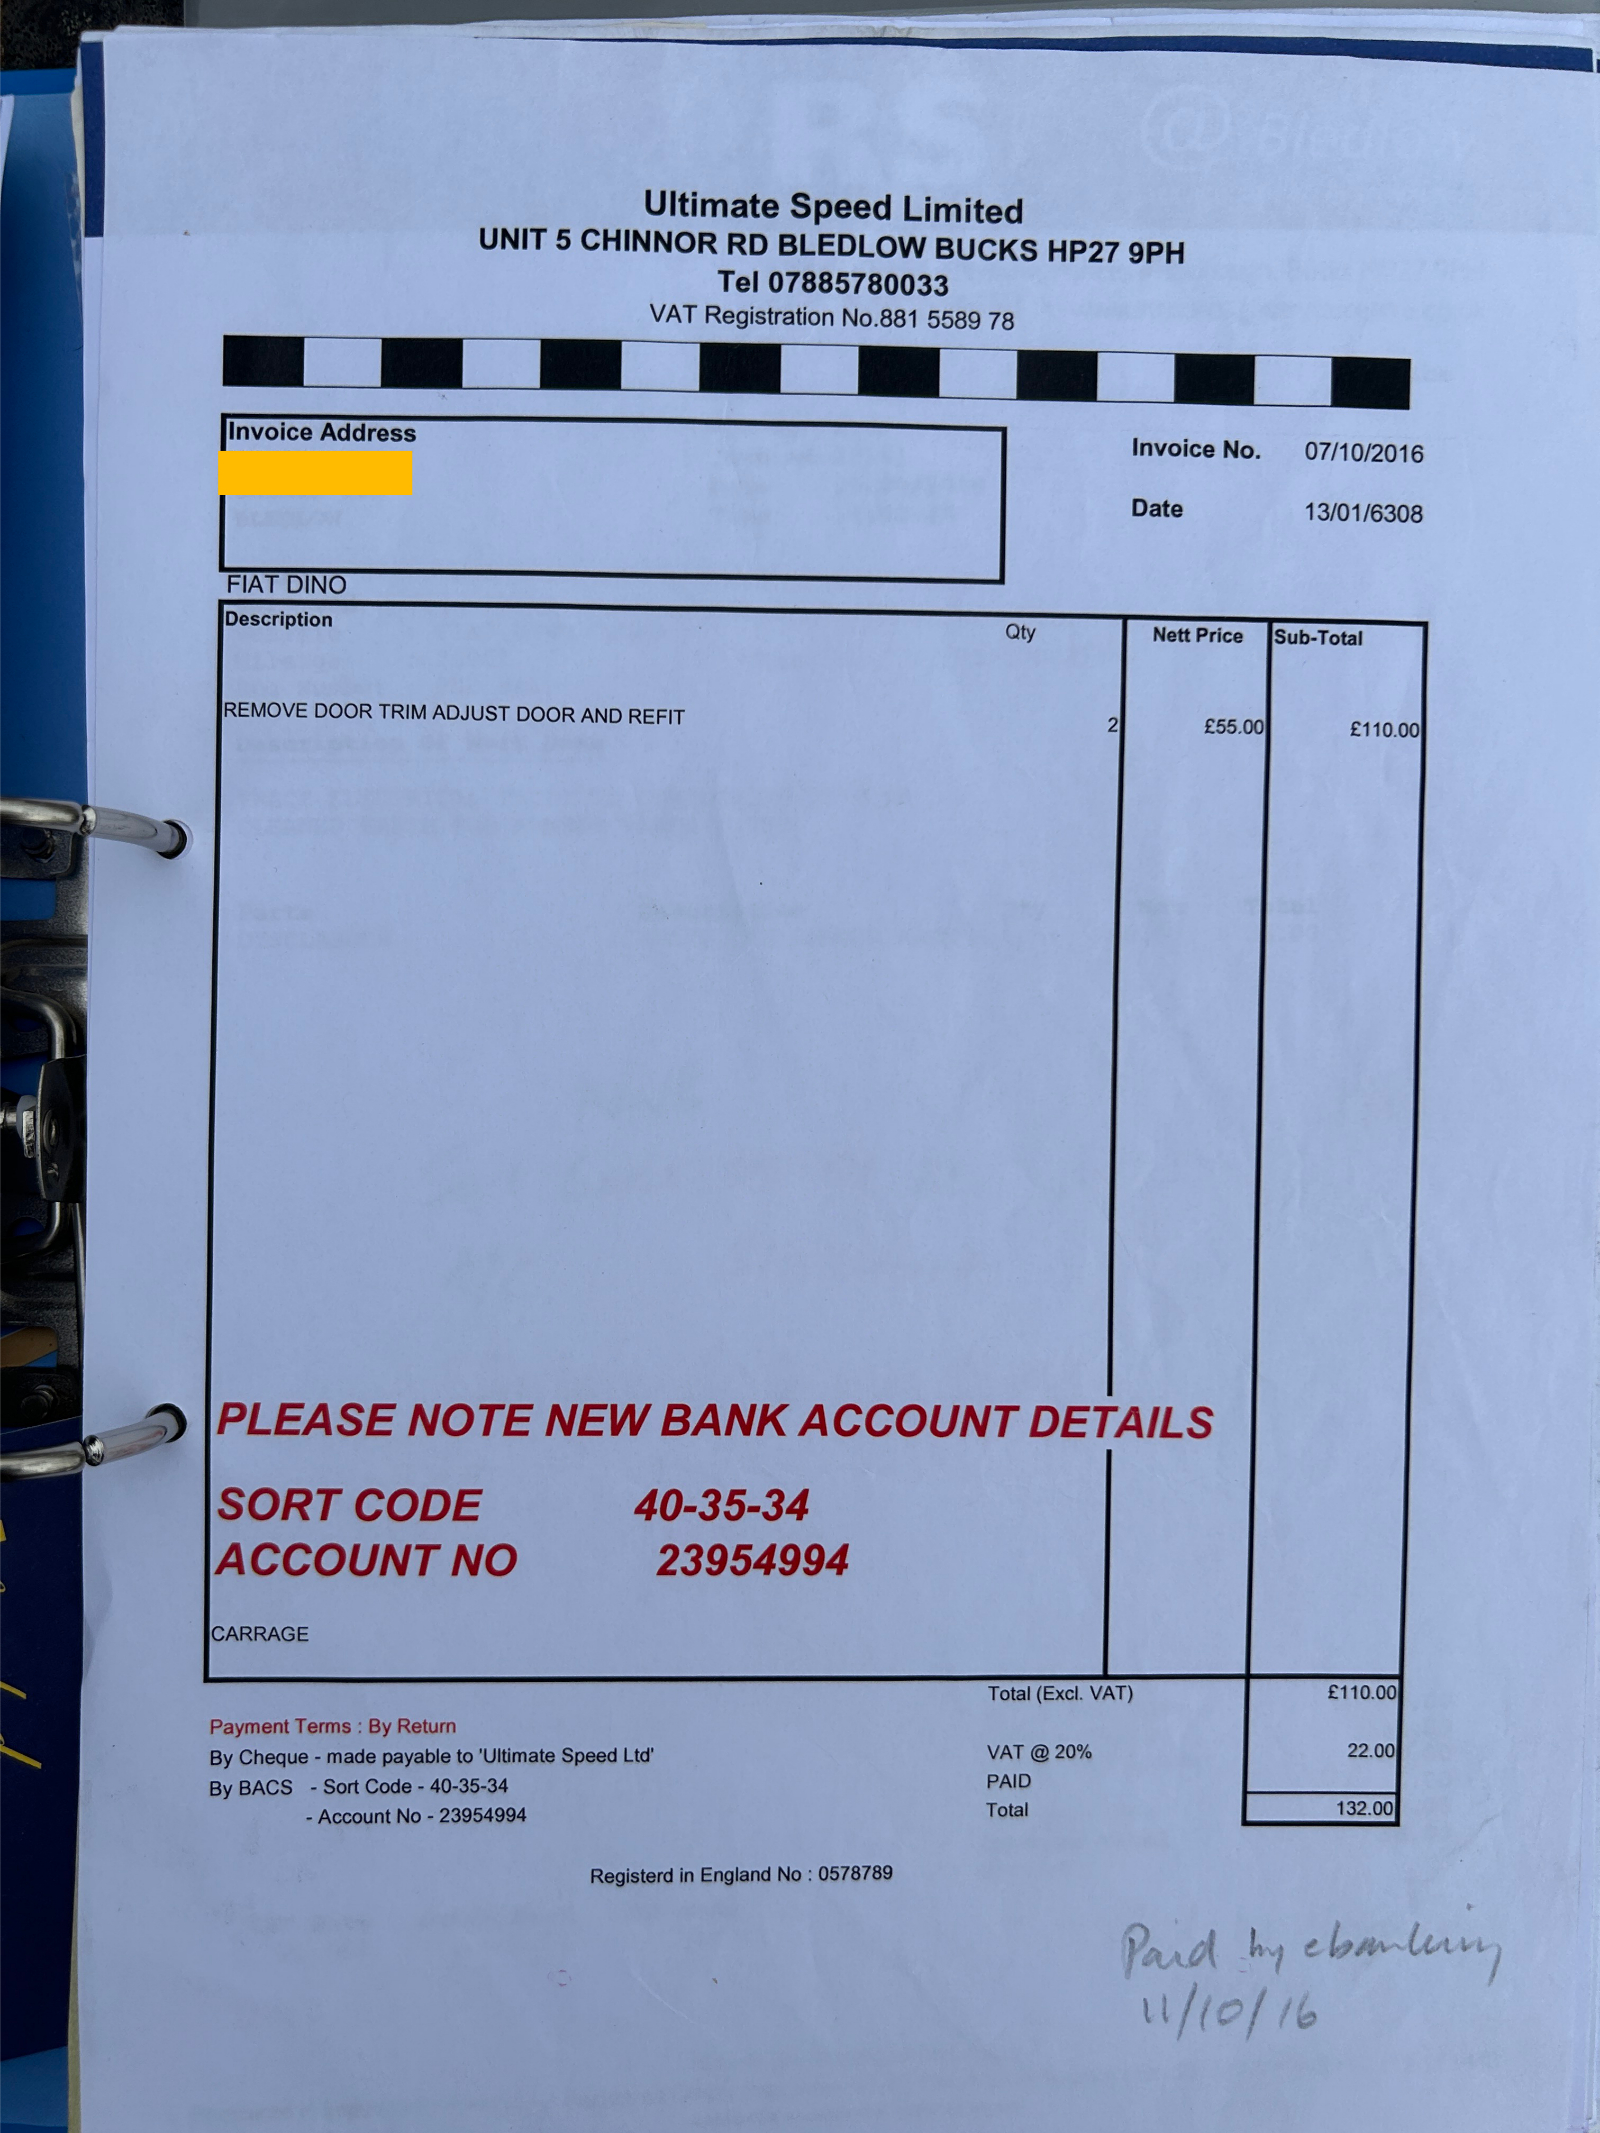 Ultimate Speed Limited
UNIT 5 CHINNOR RD BLEDLOW BUCKS HP27 9PH
Tel 07885780033
VAT Registration No.881 5589 78
Invoice Address
Invoice No. 07/10/2016
Date 13/01/6308
FIAT DINO
Description Qty Nett Price Sub-Total
REMOVE DOOR TRIM ADJUST DOOR AND REFIT 2 £55.00 £110.00
PLEASE NOTE NEW BANK ACCOUNT DETAILS
SORT CODE 40-35-34
ACCOUNT NO 23954994
CARRAGE
Total (Excl. VAT) £110.00
Payment Terms : By Return
By Cheque - made payable to 'Ultimate Speed Ltd'
VAT @ 20% 22.00
By BACS - Sort Code - 40-35-34
PAID
- Account No - 23954994
Total 132.00
Registerd in England No : 0578789
Paid by ebanking
11/10/16